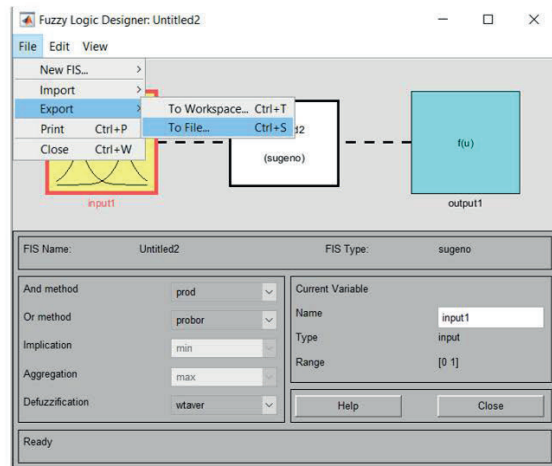 Fuzzy Logic Designer: Untitled2
File Edit View
New FIS... >
Import >
Export >
Print Ctrl+P
Close Ctrl+W
To Workspace... Ctrl+T
To File... Ctrl+S
d2
(sugeno)
f(u)
input1
output1
FIS Name: Untitled2 FIS Type: sugeno
And method prod
Or method probor
Implication min
Aggregation max
Defuzzification wtaver
Current Variable
Name input1
Type input
Range [0 1]
Help Close
Ready